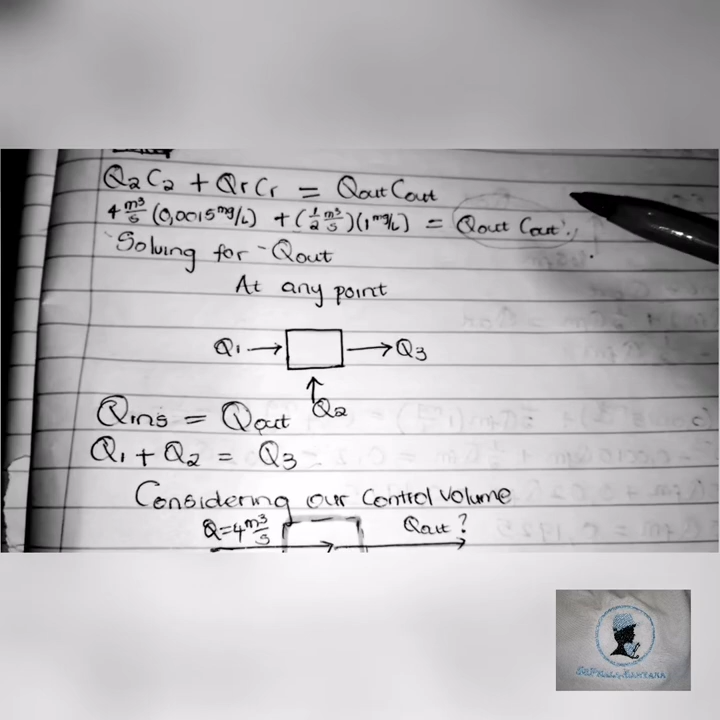 Q2C2 + QrCr = QoutCout
4 m³/s (0,0015 mg/L) + (1/2 m³/s)(1 mg/L) = Qout Cout
Solving for Qout
At any point
Q1 → → Q3
↑ Q2
Qins = Qout
Q1 + Q2 = Q3
Considering our Control volume
Q=4 m³/s Qout?